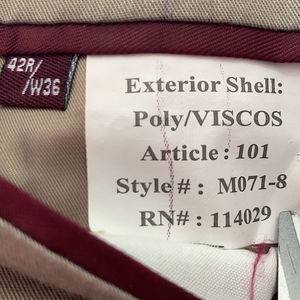 42R/
/W36
Exterior Shell:
Poly/VISCOS
Article: 101
Style #: M071-8
RN#: 114029